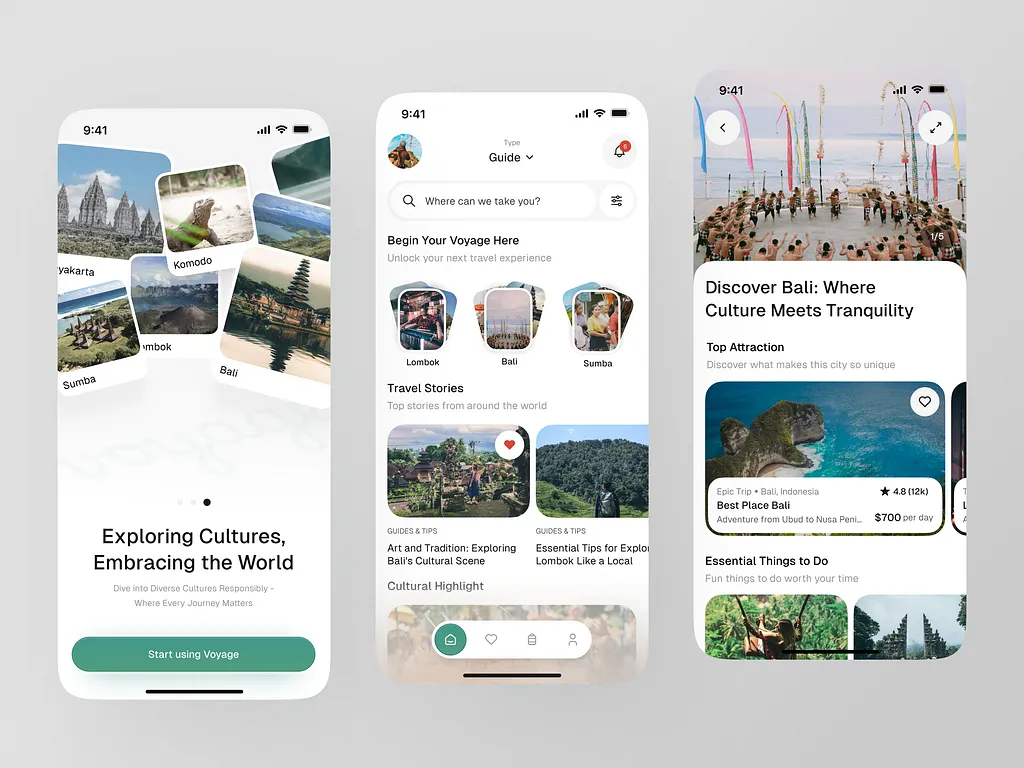 9:41
yakarta
Komodo
ombok
Sumba
Bali
Exploring Cultures,
Embracing the World
Dive into Diverse Cultures Responsibly -
Where Every Journey Matters
Start using Voyage
9:41
Type
Guide
6
Where can we take you?
Begin Your Voyage Here
Unlock your next travel experience
Lombok
Bali
Sumba
Travel Stories
Top stories from around the world
GUIDES & TIPS
Art and Tradition: Exploring
Bali's Cultural Scene
GUIDES & TIPS
Essential Tips for Explo
Lombok Like a Local
Cultural Highlight
9:41
1/5
Discover Bali: Where
Culture Meets Tranquility
Top Attraction
Discover what makes this city so unique
Epic Trip • Bali, Indonesia
★ 4.8 (12k)
Best Place Bali
Adventure from Ubud to Nusa Peni...
$700 per day
Essential Things to Do
Fun things to do worth your time